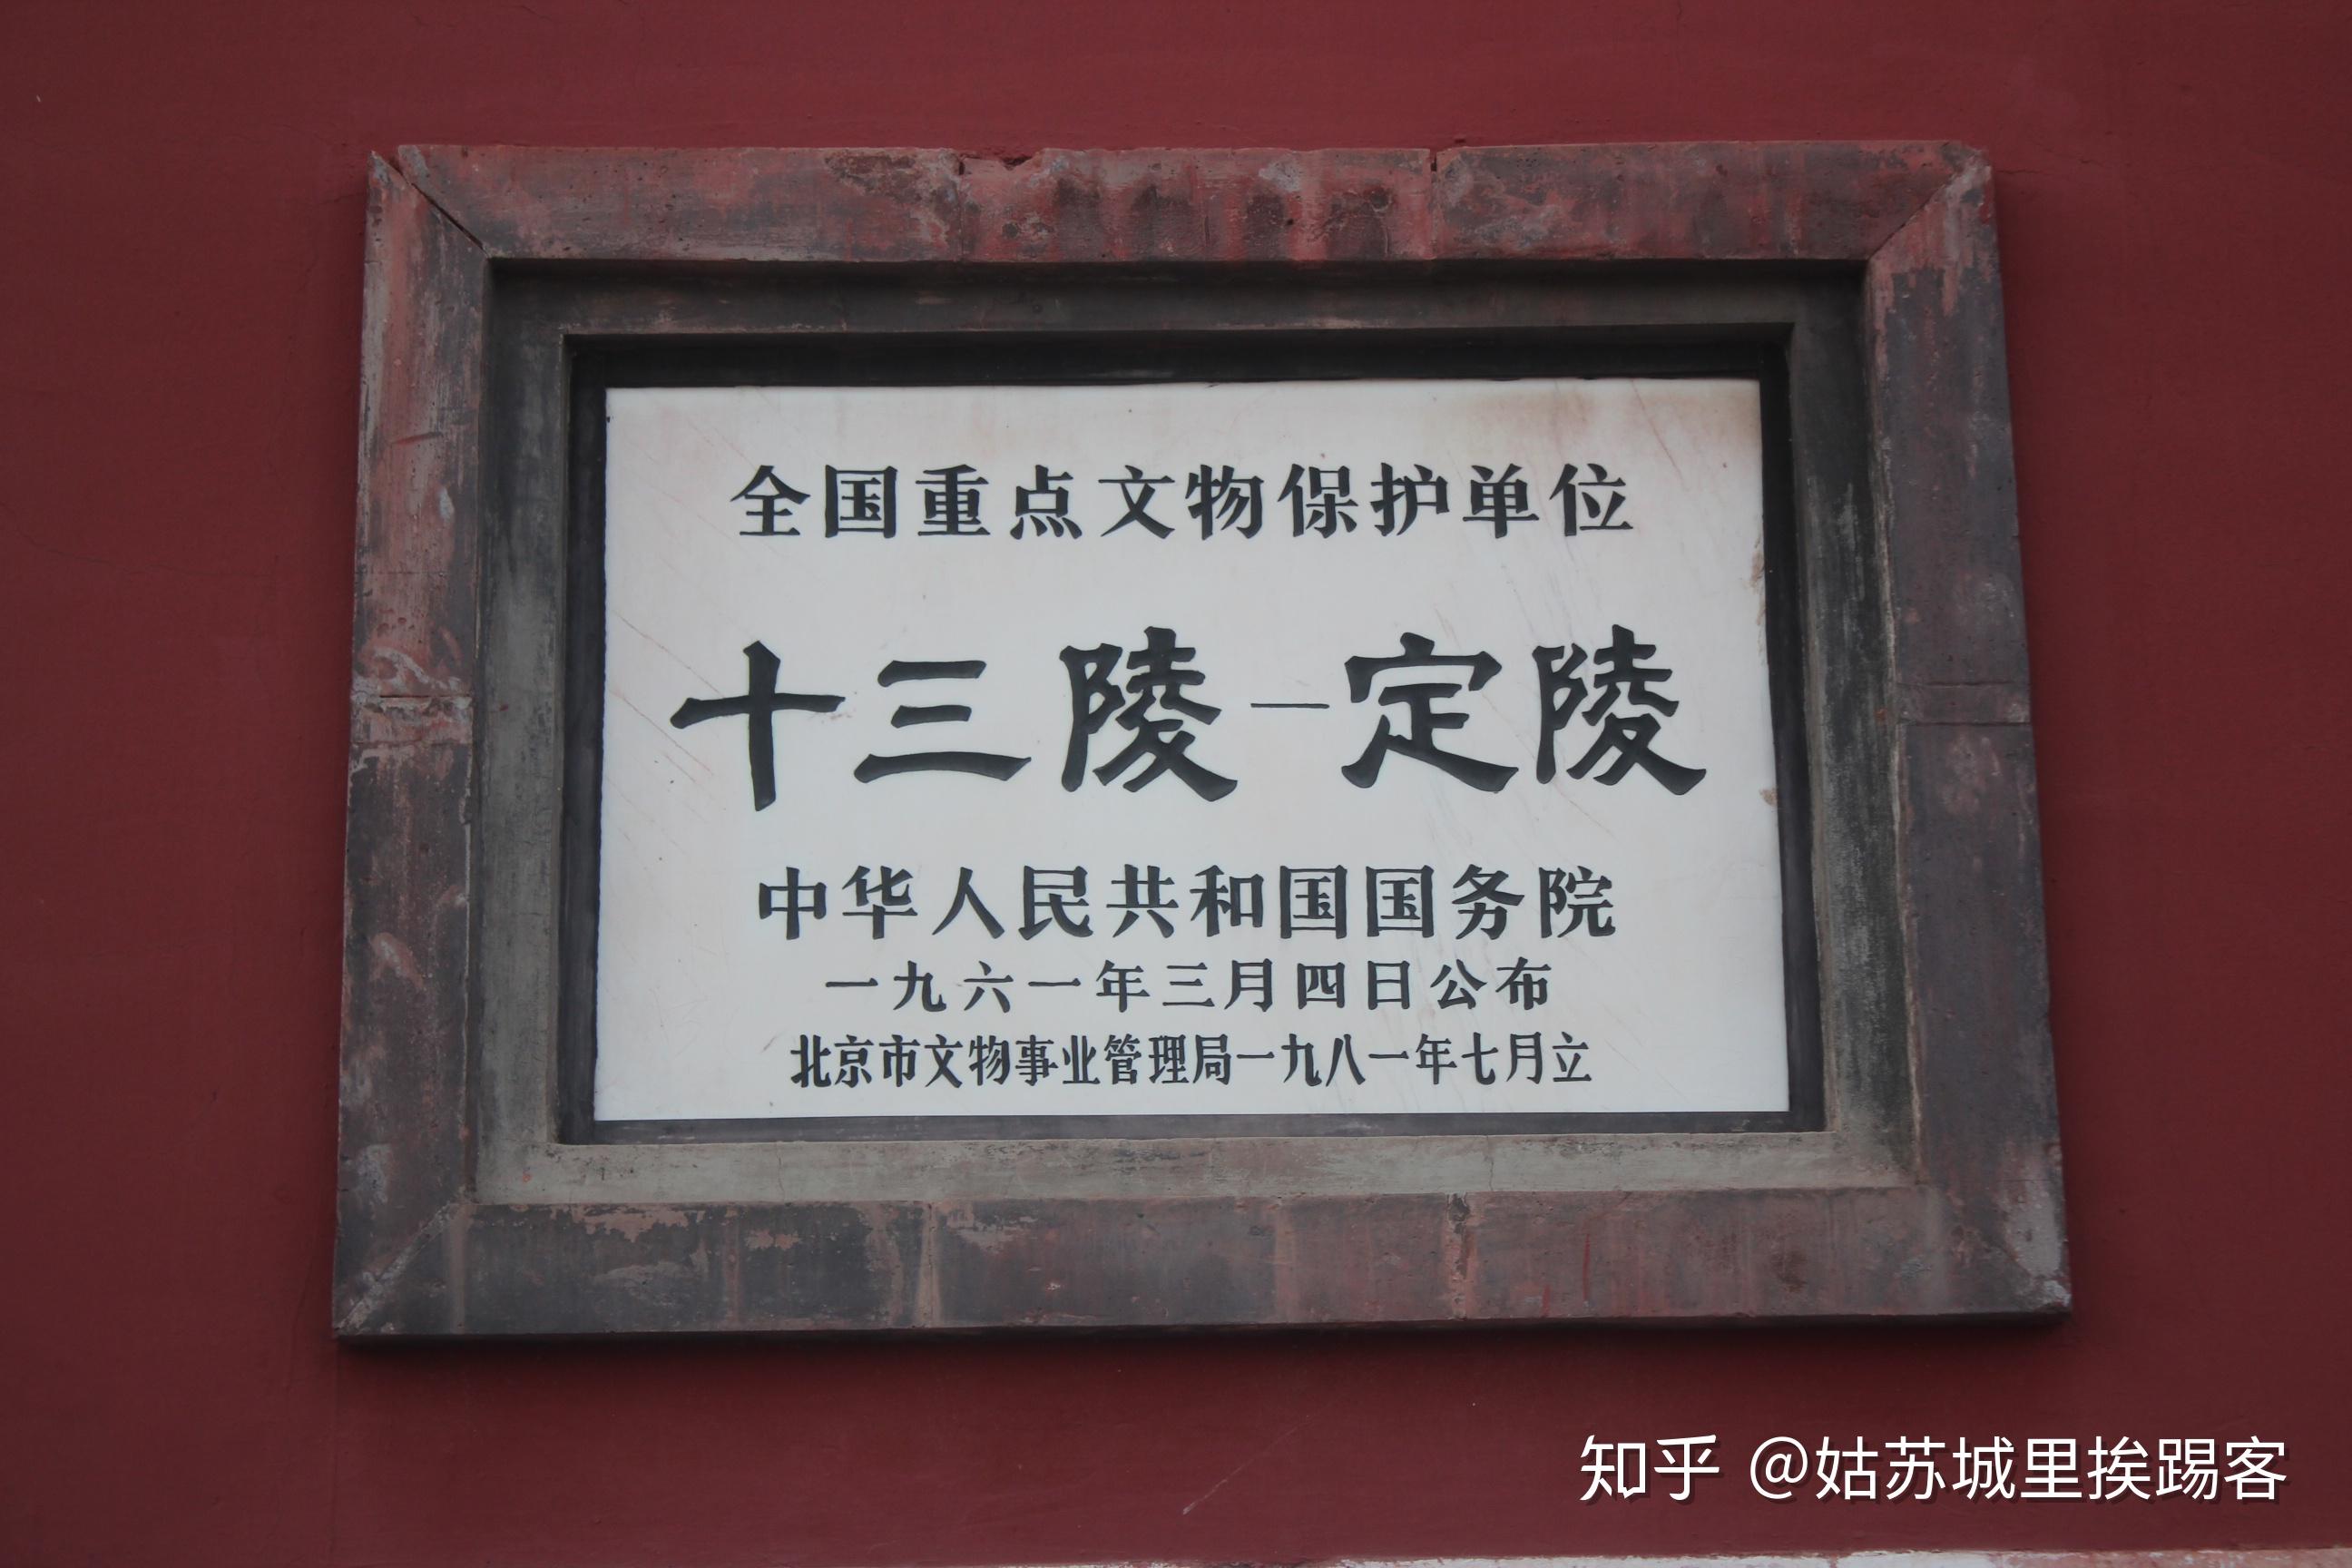 全国重点文物保护单位
十三陵—定陵
中华人民共和国国务院
一九六一年三月四日公布
北京市文物事业管理局一九八一年七月立
知乎 @姑苏城里挨踢客